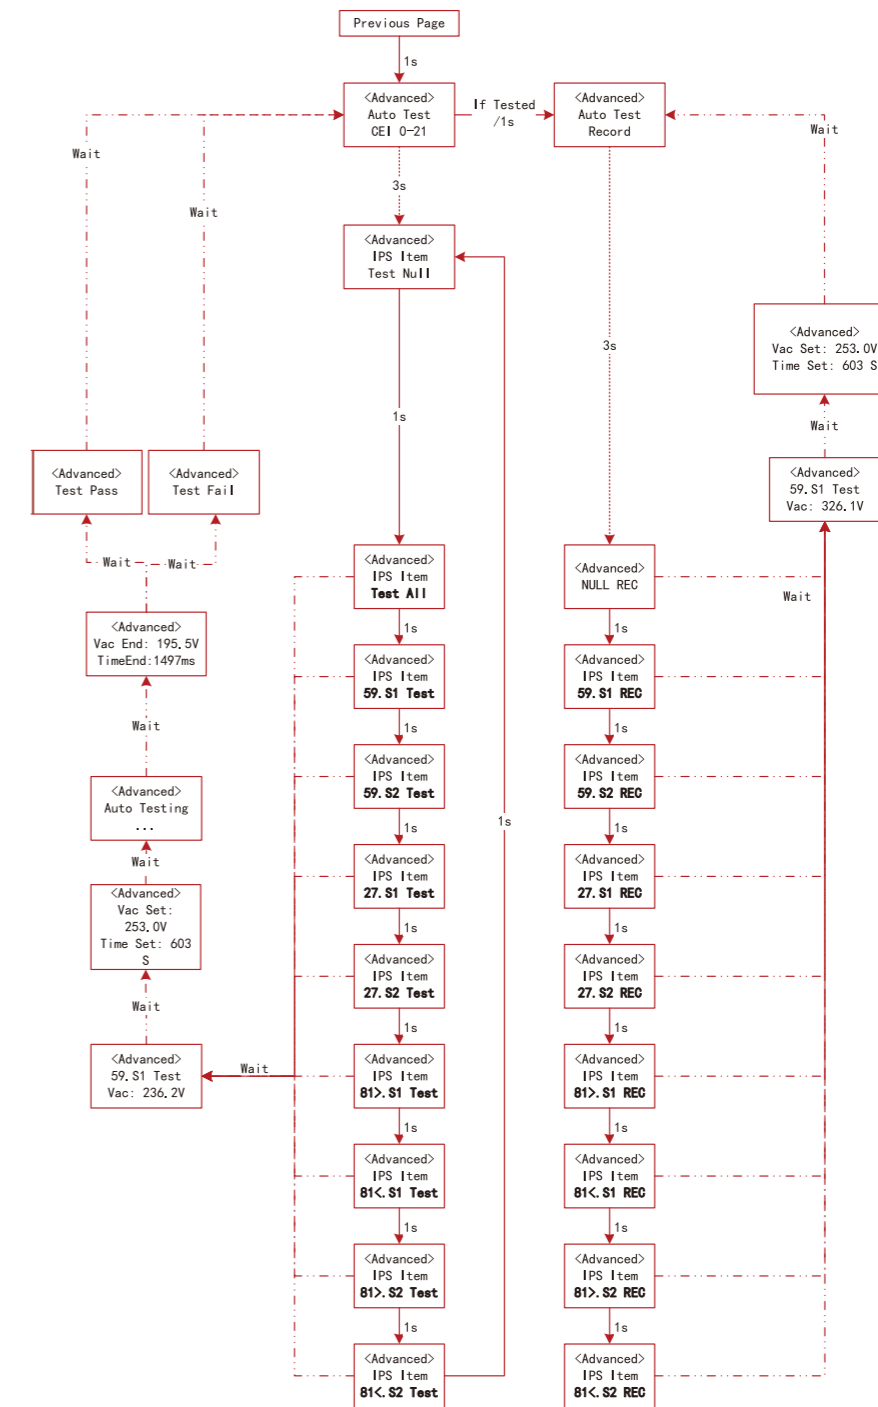 Previous Page
1s
<Advanced>
Auto Test
CEI 0-21
If Tested
/1s
<Advanced>
Auto Test
Record
Wait
Wait
3s
Wait
<Advanced>
IPS Item
Test Null
3s
<Advanced>
Vac Set: 253.0V
Time Set: 603 S
1s
Wait
<Advanced>
Test Pass
<Advanced>
Test Fail
<Advanced>
59.S1 Test
Vac: 326.1V
Wait
Wait
<Advanced>
IPS Item
Test All
<Advanced>
NULL REC
Wait
1s
1s
<Advanced>
Vac End: 195.5V
TimeEnd:1497ms
<Advanced>
IPS Item
59.S1 Test
<Advanced>
IPS Item
59.S1 REC
Wait
1s
1s
<Advanced>
IPS Item
59.S2 Test
<Advanced>
IPS Item
59.S2 REC
<Advanced>
Auto Testing
...
1s
1s
1s
Wait
<Advanced>
IPS Item
27.S1 Test
<Advanced>
IPS Item
27.S1 REC
<Advanced>
Vac Set:
253.0V
Time Set: 603
S
1s
1s
<Advanced>
IPS Item
27.S2 Test
<Advanced>
IPS Item
27.S2 REC
Wait
1s
1s
<Advanced>
59.S1 Test
Vac: 236.2V
Wait
<Advanced>
IPS Item
81>.S1 Test
<Advanced>
IPS Item
81>.S1 REC
1s
1s
<Advanced>
IPS Item
81<.S1 Test
<Advanced>
IPS Item
81<.S1 REC
1s
1s
<Advanced>
IPS Item
81>.S2 Test
<Advanced>
IPS Item
81>.S2 REC
1s
1s
<Advanced>
IPS Item
81<.S2 Test
<Advanced>
IPS Item
81<.S2 REC